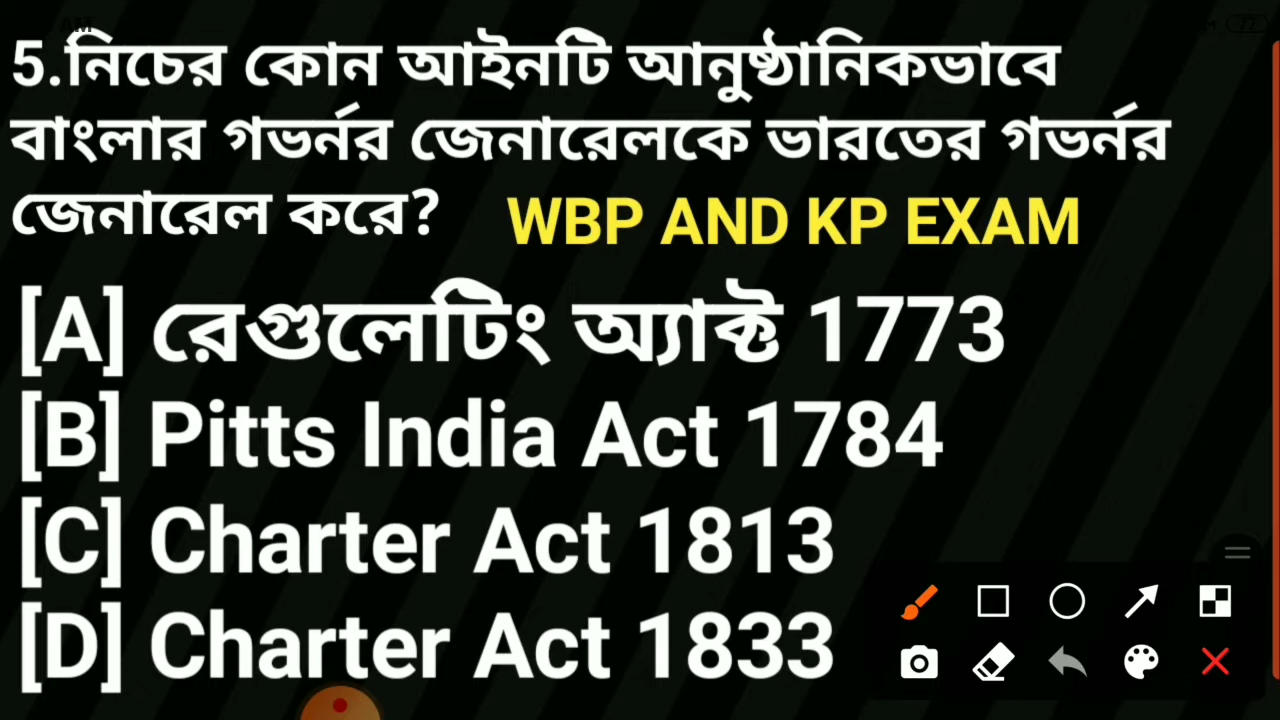 5.নিচের কোন আইনটি আনুষ্ঠানিকভাবে
বাংলার গভর্নর জেনারেলকে ভারতের গভর্নর
জেনারেল করে? WBP AND KP EXAM
[A] রেগুলেটিং অ্যাক্ট 1773
[B] Pitts India Act 1784
[C] Charter Act 1813
[D] Charter Act 1833